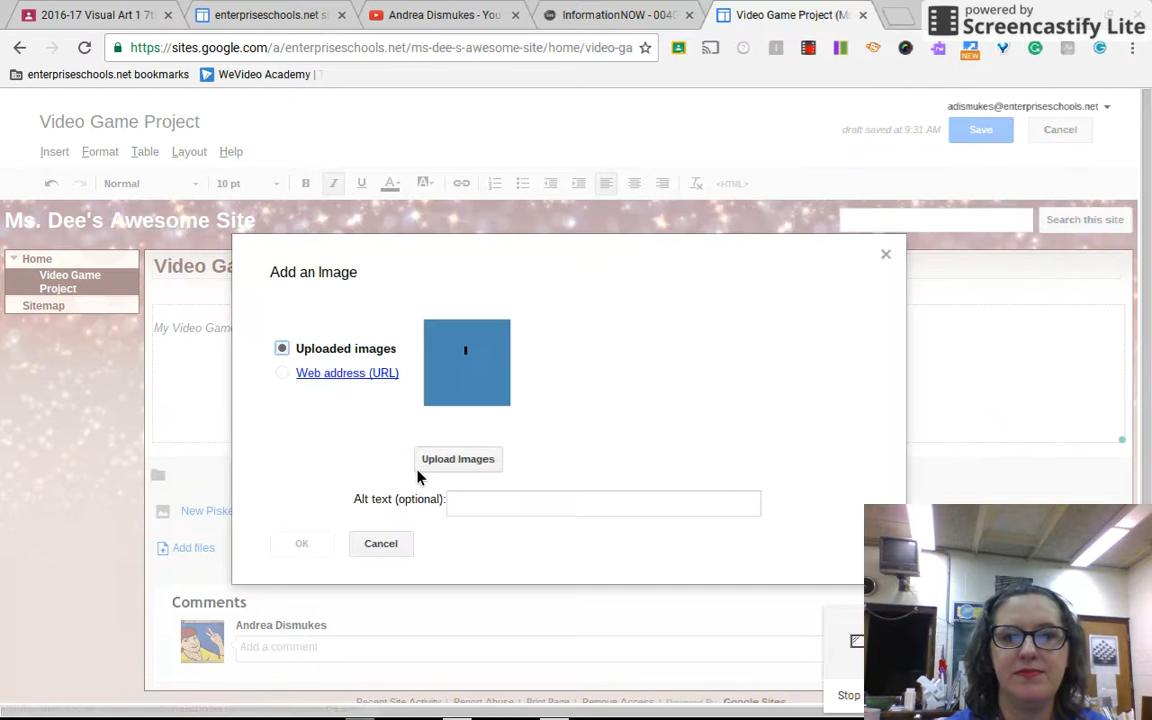 2016-17 Visual Art 1 7th
enterpriseschools.net s
Andrea Dismukes - You
InformationNOW - 004
Video Game Project (M
powered by
Screencastify Lite
https://sites.google.com/a/enterpriseschools.net/ms-dee-s-awesome-site/home/video-ga
NEW
enterpriseschools.net bookmarks
WeVideo Academy |
adismukes@enterpriseschools.net
Video Game Project
draft saved at 9:31 AM
Save
Cancel
Insert Format Table Layout Help
Normal
10 pt
B I U A A
<HTML>
Ms. Dee's Awesome Site
Search this site
Home
Video Game
Project
Sitemap
Video Ga
My Video Gam
Add an Image
Uploaded images
Web address (URL)
Upload Images
Alt text (optional):
OK
Cancel
New Piske
Add files
Comments
Andrea Dismukes
Add a comment
Stop
Recent Site Activity | Report Abuse | Print Page | Remove Access | Powered By Google Sites